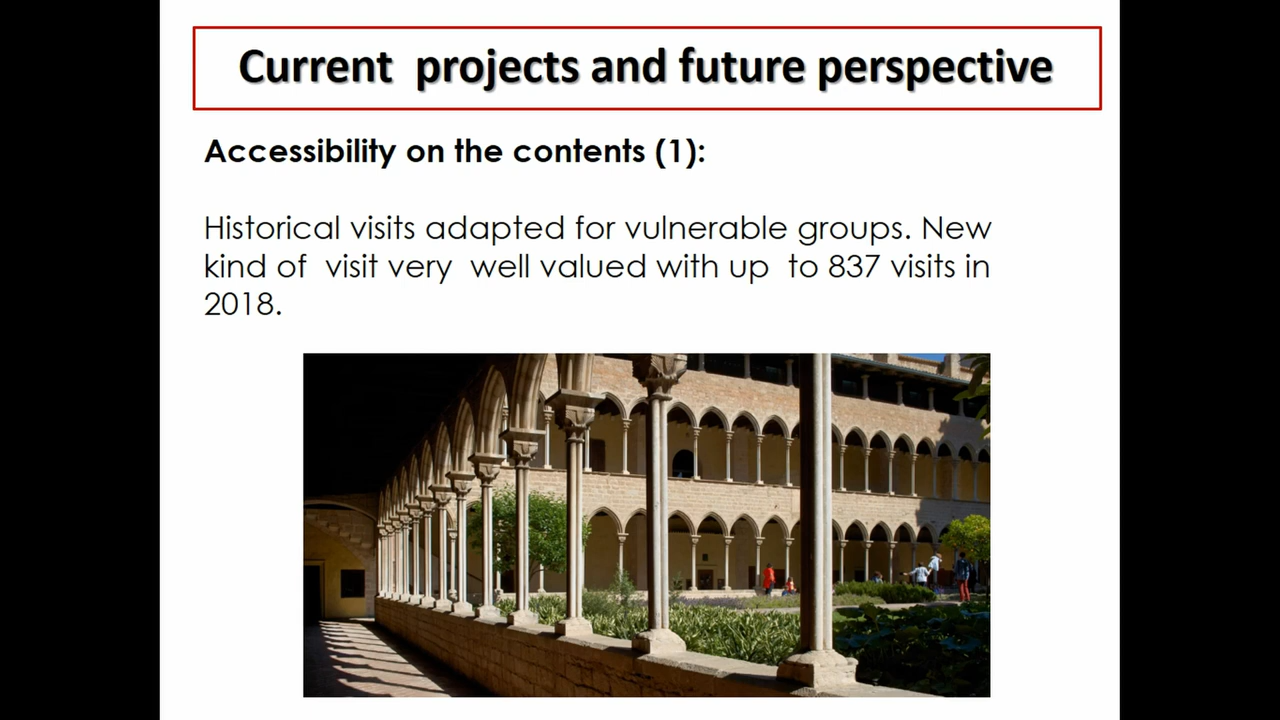 Current  projects and future perspective
Accessibility on the contents (1):
Historical visits adapted for vulnerable groups. New
kind of  visit very  well valued with up  to 837 visits in
2018.